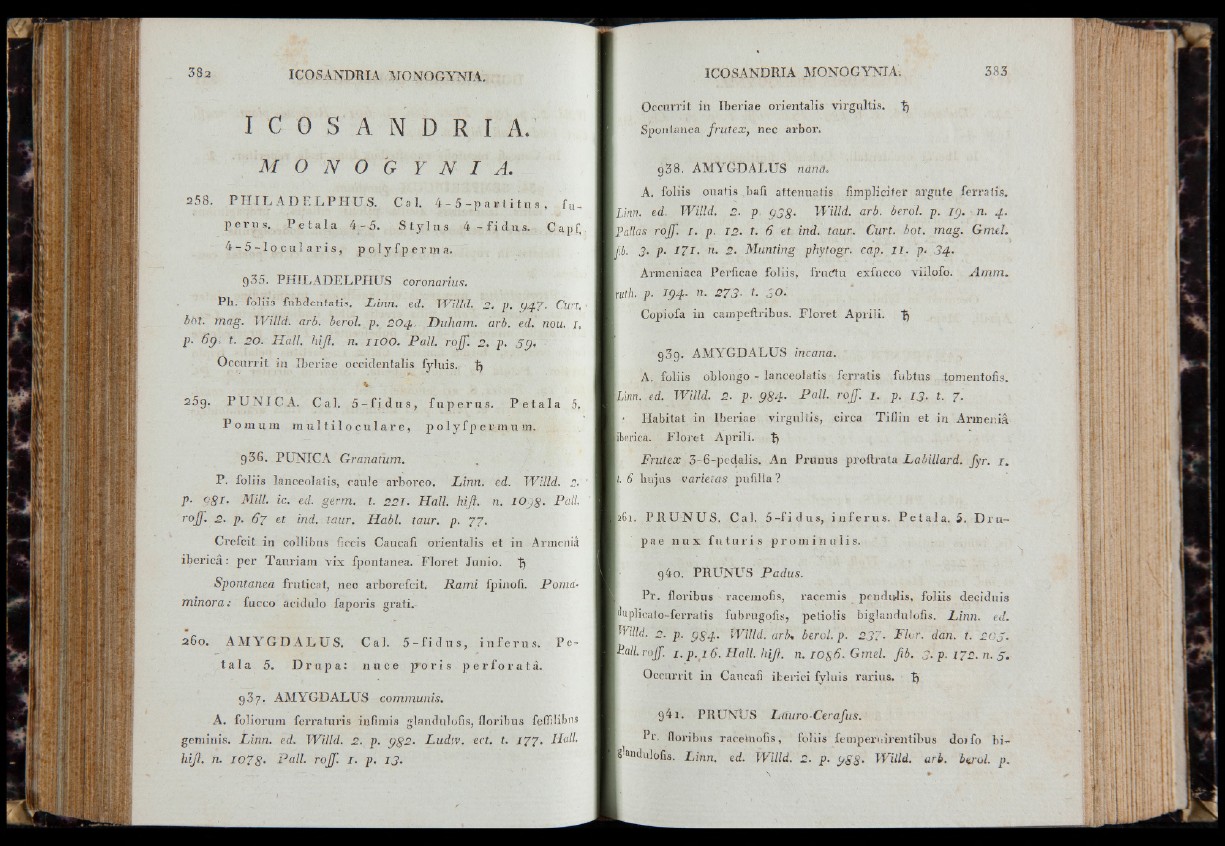 382 ICOSANDRIA MONOGYNIA.
ICOSANDRIA.
MONOGYNIA.
258. PHILADELPHUS. Cal. 4-5-partitus, fu-
perus. Petala 4-5. Stylus 4-fidus. Capf.
4-5-locularis, polyfperma.
935. PHILADELPHUS coronarius.
Ph. foliis fubdentatis. Linn. ed. Willd. 2. p. 947. Curt.
bot. mag. Willd. arb. berol. p. 204. Duham. arb. ed. nou. 1.
p. 69. t. 20. Hall. hift. n. 1100. Pall. roff. 2. p. 59.
Occurrit in Iberiae occidentalis fyluis. ♄
259. PUNICA. Cal. 5-fidus, fuperus. Petala 5.
Pomum multiloculare, polyfpermum.
936. PUNICA Granatum.
P. foliis lanceolatis, caule arboreo. Linn. ed. Willd. 2.
p. 981. Mill. ic. ed. germ. t. 221. Hall. hift. n. 1098. Pall.
roff. 2. p. 67 et ind. taur. Habl. taur. p. 77.
Crefcit in collibus ficcis Caucafi orientalis et in Armeniâ
ibericâ: per Tauriam vix fpontanea. Floret Junio. ♄
Spontanea fruticat, nec arborefcit. Rami fpinofi. Poma-
minora: fucco acidulo faporis grati.
260. AMYGDALUS. Cal. 5-fidus, inferus. Pe-
tala 5. Drupa: nuce poris perforatâ.
937. AMYGDALUS communis.
A. foliorum ferraturis infimis glandulofis, floribus feffilibus
geminis. Linn. ed. Willd. 2. p. 982. Ludw. ect. t. 177. Hall.
hift. n. 1078. Pall. roff. 1. p. 13.
ICOSANDRIA MONOGYNIA. 383
Occurrit in Iberiae orientalis virgultis. ♄
Spontanea frutex, nec arbor.
938. AMYGDALUS nana.
A. foliis ouatis bafi attenuatis fimpliciter argute ferratis.
Linn. ed. Willd. 2. p. 938. Willd. arb. berol. p. 19. n. 4.
Pallas roff. 1. p. 12. t. 6 et ind. taur. Curt. bot. mag. Gmel.
fib. 3. p. 171. n. 2. Munting phytogr. cap. 11. p. 34.
Armeniaca Perficae foliis, fructu exfucco villofo. Amm.
ruth. p. 194. n. 273. t. 30.
Copiofa in campeftribus. Floret Aprili. ♄
939. AMYGDALUS incana.
A. foliis oblongo-lanceolatis ferratis fubtus tomentofis.
Linn. ed. Willd. 2. p. 984. Pall. roff. 1. p. 13. t. 7.
Habitat in Iberiae virgultis, circa Tiflin et in Armeniâ
iberica. Floret Aprili. ♄
Frutex 3-6-pedalis. An Prunus proftrata Labillard. fyr. 1.
t. 6 hujus varietas pufilla?
261. PRUNUS. Cal. 5-fidus, inferus. Petala. 5. Dru-
pae nux futuris prominulis.
940. PRUNUS Padus.
Pr. floribus racemofis, racemis pendulis, foliis deciduis
duplicato-ferratis fubrugofis, petiolis biglandulofis. Linn. ed.
Willd. 2. p. 984. Willd. arb. berol. p. 237. Flor. dan. t. 205.
Pall. roff. 1. p. 16. Hall. hift. n. 1086. Gmel. fib. 3. p. 172. n. 5.
Occurrit in Caucafi iberici fyluis rarius. ♄
941. PRUNUS Lauro-Cerafus.
Pr. floribus racemofis, foliis femperuirentibus dorfo bi-
glandulofis. Linn. ed. Willd. 2. p. 988. Willd. arb. berol. p.